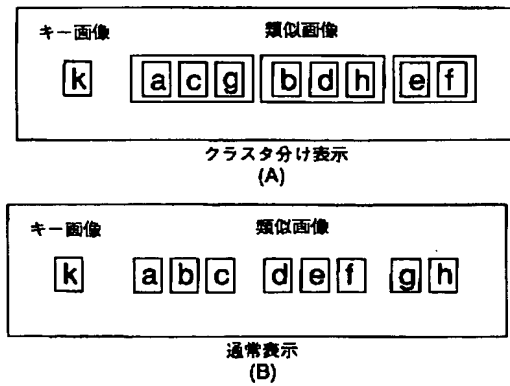 キー画像 類似画像
k a c g b d h e f
クラスタ分け表示
(A)
キー画像 類似画像
k a b c d e f g h
通常表示
(B)